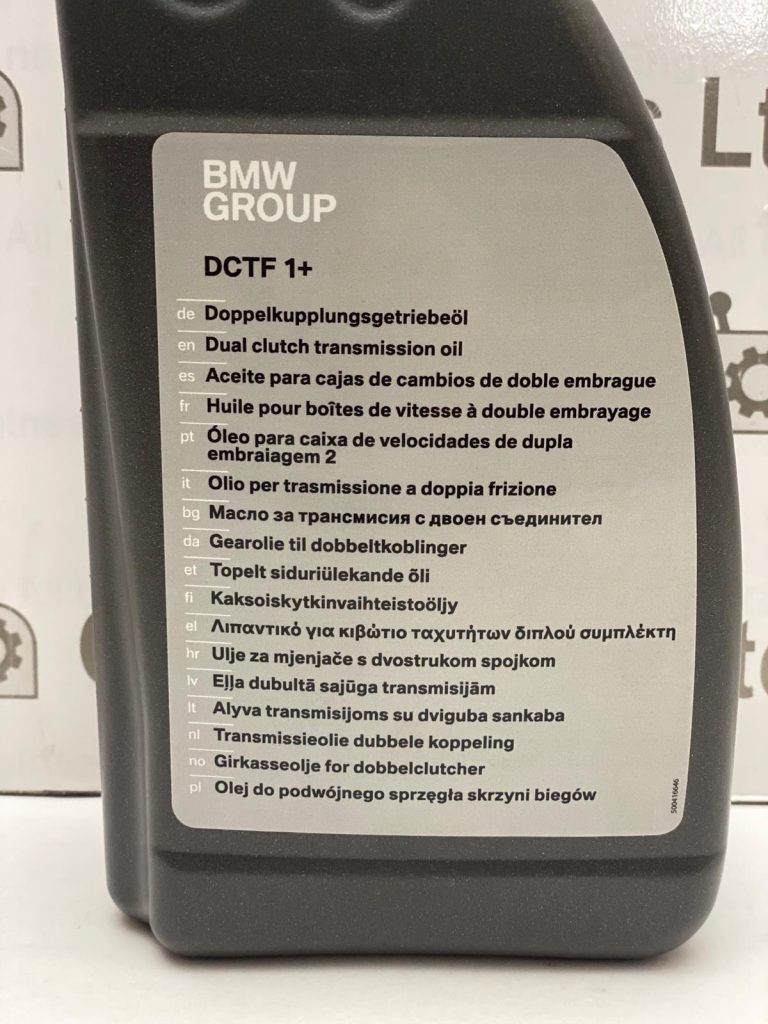 BMW
GROUP
DCTF 1+
de Doppelkupplungsgetriebeöl
en Dual clutch transmission oil
es Aceite para cajas de cambios de doble embrague
fr Huile pour boîtes de vitesse à double embrayage
pt Óleo para caixa de velocidades de dupla
embraiagem 2
it Olio per trasmissione a doppia frizione
bg Масло за трансмисия с двоен съединител
da Gearolie til dobbeltkoblinger
et Topelt siduriülekande õli
fi Kaksoiskytkinvaihteistoöljy
el Λιπαντικό για κιβώτιο ταχυτήτων διπλού συμπλέκτη
hr Ulje za mjenjače s dvostrukom spojkom
lv Eļļa dubultā sajūga transmisijām
lt Alyva transmisijoms su dviguba sankaba
nl Transmissieolie dubbele koppeling
no Girkasseolje for dobbelclutcher
pl Olej do podwójnego sprzęgła skrzyni biegów
500416646